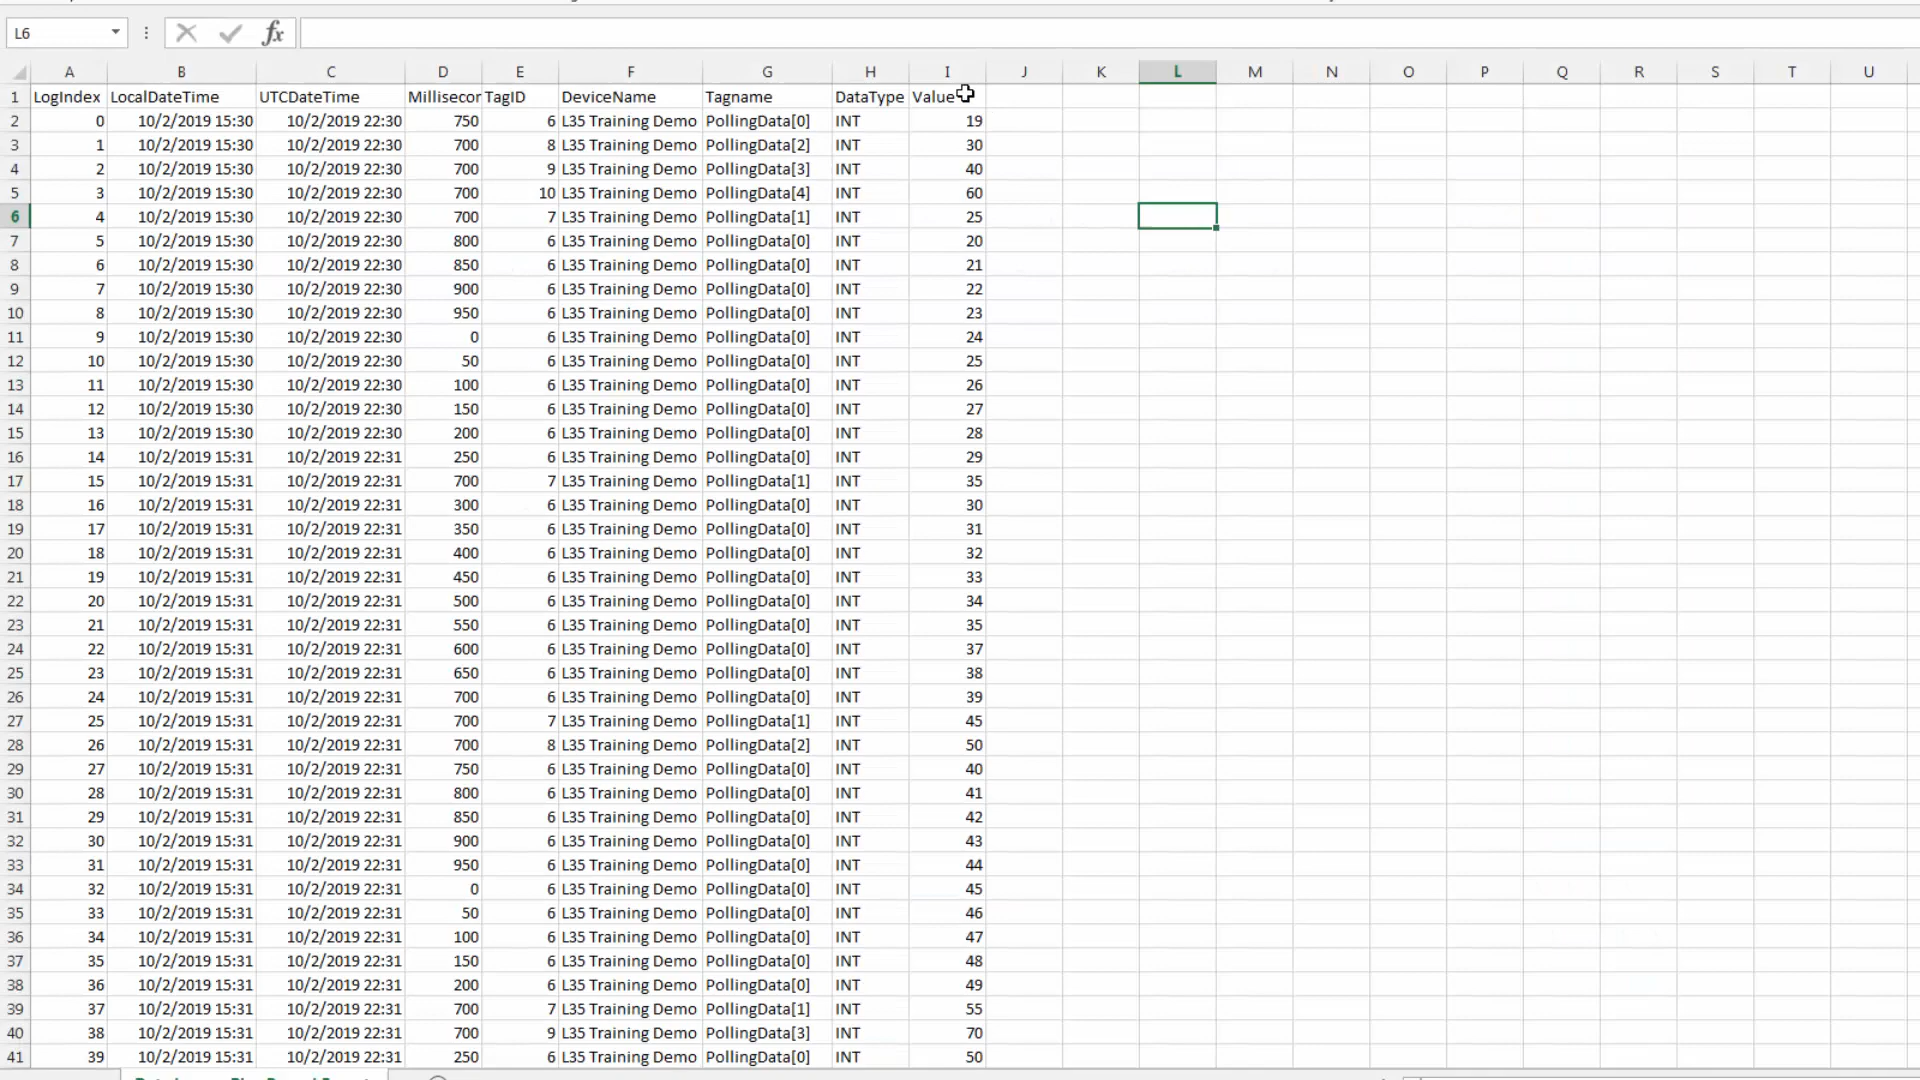 L6
fx
A B C D E F G H I J K L M N O P Q R S T U
1 LogIndex LocalDateTime UTCDateTime Millisecor TagID DeviceName Tagname DataType Value
2 0 10/2/2019 15:30 10/2/2019 22:30 750 6 L35 Training Demo PollingData[0] INT 19
3 1 10/2/2019 15:30 10/2/2019 22:30 700 8 L35 Training Demo PollingData[2] INT 30
4 2 10/2/2019 15:30 10/2/2019 22:30 700 9 L35 Training Demo PollingData[3] INT 40
5 3 10/2/2019 15:30 10/2/2019 22:30 700 10 L35 Training Demo PollingData[4] INT 60
6 4 10/2/2019 15:30 10/2/2019 22:30 700 7 L35 Training Demo PollingData[1] INT 25
7 5 10/2/2019 15:30 10/2/2019 22:30 800 6 L35 Training Demo PollingData[0] INT 20
8 6 10/2/2019 15:30 10/2/2019 22:30 850 6 L35 Training Demo PollingData[0] INT 21
9 7 10/2/2019 15:30 10/2/2019 22:30 900 6 L35 Training Demo PollingData[0] INT 22
10 8 10/2/2019 15:30 10/2/2019 22:30 950 6 L35 Training Demo PollingData[0] INT 23
11 9 10/2/2019 15:30 10/2/2019 22:30 0 6 L35 Training Demo PollingData[0] INT 24
12 10 10/2/2019 15:30 10/2/2019 22:30 50 6 L35 Training Demo PollingData[0] INT 25
13 11 10/2/2019 15:30 10/2/2019 22:30 100 6 L35 Training Demo PollingData[0] INT 26
14 12 10/2/2019 15:30 10/2/2019 22:30 150 6 L35 Training Demo PollingData[0] INT 27
15 13 10/2/2019 15:30 10/2/2019 22:30 200 6 L35 Training Demo PollingData[0] INT 28
16 14 10/2/2019 15:31 10/2/2019 22:31 250 6 L35 Training Demo PollingData[0] INT 29
17 15 10/2/2019 15:31 10/2/2019 22:31 700 7 L35 Training Demo PollingData[1] INT 35
18 16 10/2/2019 15:31 10/2/2019 22:31 300 6 L35 Training Demo PollingData[0] INT 30
19 17 10/2/2019 15:31 10/2/2019 22:31 350 6 L35 Training Demo PollingData[0] INT 31
20 18 10/2/2019 15:31 10/2/2019 22:31 400 6 L35 Training Demo PollingData[0] INT 32
21 19 10/2/2019 15:31 10/2/2019 22:31 450 6 L35 Training Demo PollingData[0] INT 33
22 20 10/2/2019 15:31 10/2/2019 22:31 500 6 L35 Training Demo PollingData[0] INT 34
23 21 10/2/2019 15:31 10/2/2019 22:31 550 6 L35 Training Demo PollingData[0] INT 35
24 22 10/2/2019 15:31 10/2/2019 22:31 600 6 L35 Training Demo PollingData[0] INT 37
25 23 10/2/2019 15:31 10/2/2019 22:31 650 6 L35 Training Demo PollingData[0] INT 38
26 24 10/2/2019 15:31 10/2/2019 22:31 700 6 L35 Training Demo PollingData[0] INT 39
27 25 10/2/2019 15:31 10/2/2019 22:31 700 7 L35 Training Demo PollingData[1] INT 45
28 26 10/2/2019 15:31 10/2/2019 22:31 700 8 L35 Training Demo PollingData[2] INT 50
29 27 10/2/2019 15:31 10/2/2019 22:31 750 6 L35 Training Demo PollingData[0] INT 40
30 28 10/2/2019 15:31 10/2/2019 22:31 800 6 L35 Training Demo PollingData[0] INT 41
31 29 10/2/2019 15:31 10/2/2019 22:31 850 6 L35 Training Demo PollingData[0] INT 42
32 30 10/2/2019 15:31 10/2/2019 22:31 900 6 L35 Training Demo PollingData[0] INT 43
33 31 10/2/2019 15:31 10/2/2019 22:31 950 6 L35 Training Demo PollingData[0] INT 44
34 32 10/2/2019 15:31 10/2/2019 22:31 0 6 L35 Training Demo PollingData[0] INT 45
35 33 10/2/2019 15:31 10/2/2019 22:31 50 6 L35 Training Demo PollingData[0] INT 46
36 34 10/2/2019 15:31 10/2/2019 22:31 100 6 L35 Training Demo PollingData[0] INT 47
37 35 10/2/2019 15:31 10/2/2019 22:31 150 6 L35 Training Demo PollingData[0] INT 48
38 36 10/2/2019 15:31 10/2/2019 22:31 200 6 L35 Training Demo PollingData[0] INT 49
39 37 10/2/2019 15:31 10/2/2019 22:31 700 7 L35 Training Demo PollingData[1] INT 55
40 38 10/2/2019 15:31 10/2/2019 22:31 700 9 L35 Training Demo PollingData[3] INT 70
41 39 10/2/2019 15:31 10/2/2019 22:31 250 6 L35 Training Demo PollingData[0] INT 50